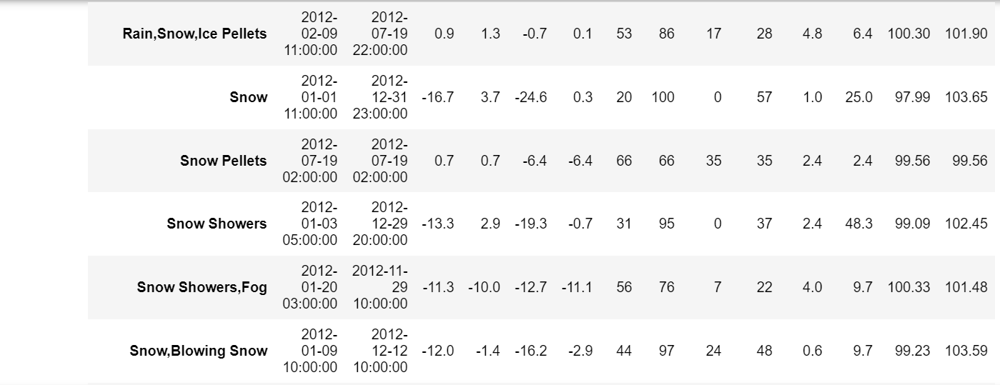 2012- 2012-
Rain,Snow,Ice Pellets 02-09 07-19 0.9 1.3 -0.7 0.1 53 86 17 28 4.8 6.4 100.30 101.90
11:00:00 22:00:00
2012- 2012-
Snow 01-01 12-31 -16.7 3.7 -24.6 0.3 20 100 0 57 1.0 25.0 97.99 103.65
11:00:00 23:00:00
2012- 2012-
Snow Pellets 07-19 07-19 0.7 0.7 -6.4 -6.4 66 66 35 35 2.4 2.4 99.56 99.56
02:00:00 02:00:00
2012- 2012-
Snow Showers 01-03 12-29 -13.3 2.9 -19.3 -0.7 31 95 0 37 2.4 48.3 99.09 102.45
05:00:00 20:00:00
2012- 2012-11-
Snow Showers,Fog 01-20 29 -11.3 -10.0 -12.7 -11.1 56 76 7 22 4.0 9.7 100.33 101.48
03:00:00 10:00:00
2012- 2012-
Snow,Blowing Snow 01-09 12-12 -12.0 -1.4 -16.2 -2.9 44 97 24 48 0.6 9.7 99.23 103.59
10:00:00 10:00:00